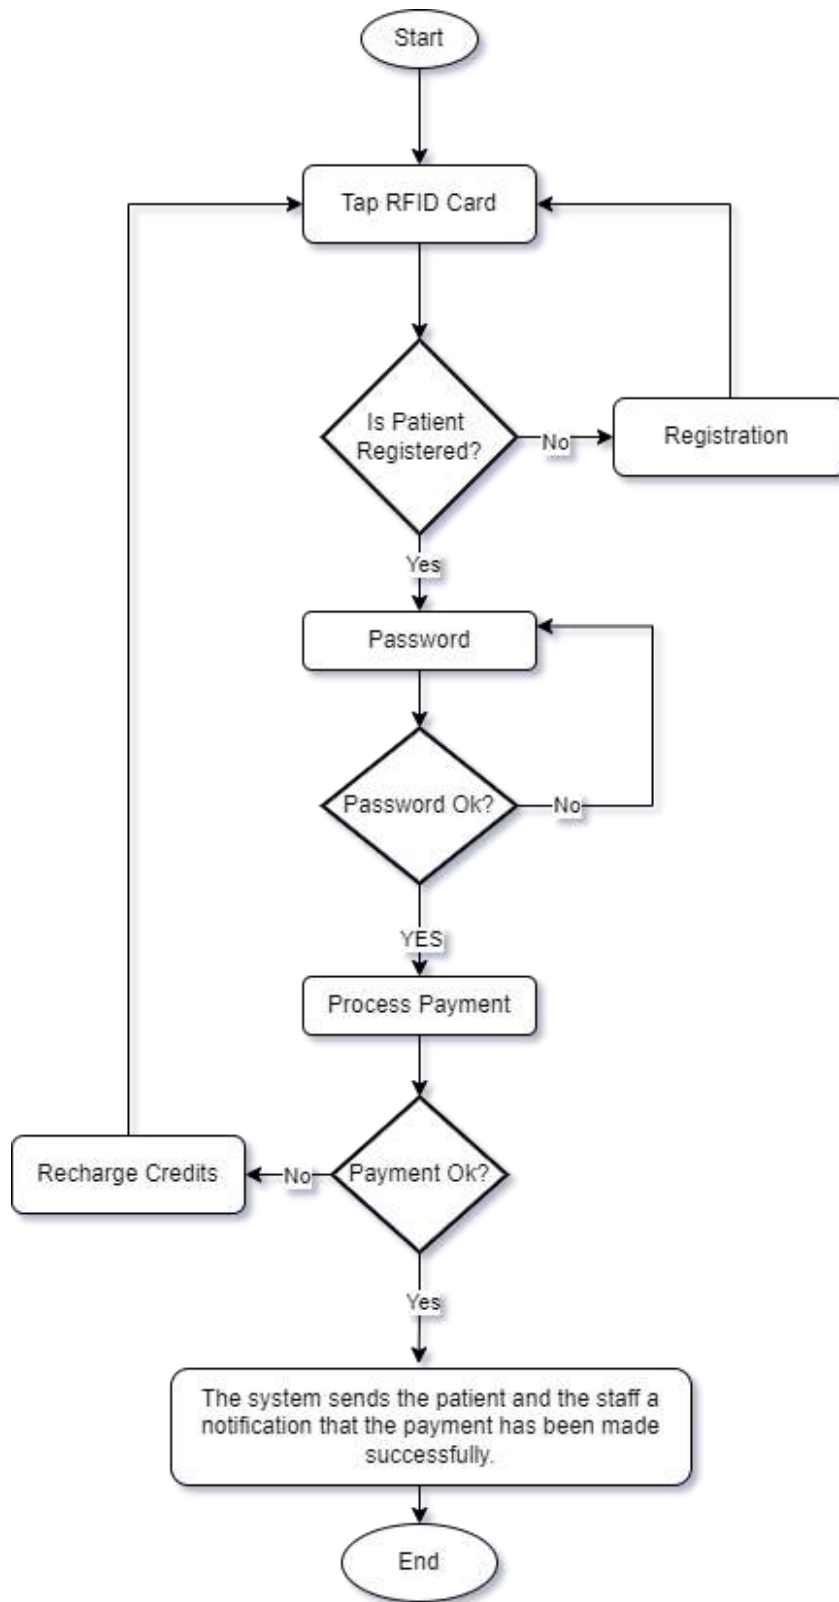 Start
Tap RFID Card
Is Patient
Registered?
No
Registration
Yes
Password
Password Ok?
No
YES
Process Payment
Recharge Credits
No
Payment Ok?
Yes
The system sends the patient and the staff a
notification that the payment has been made
successfully.
End